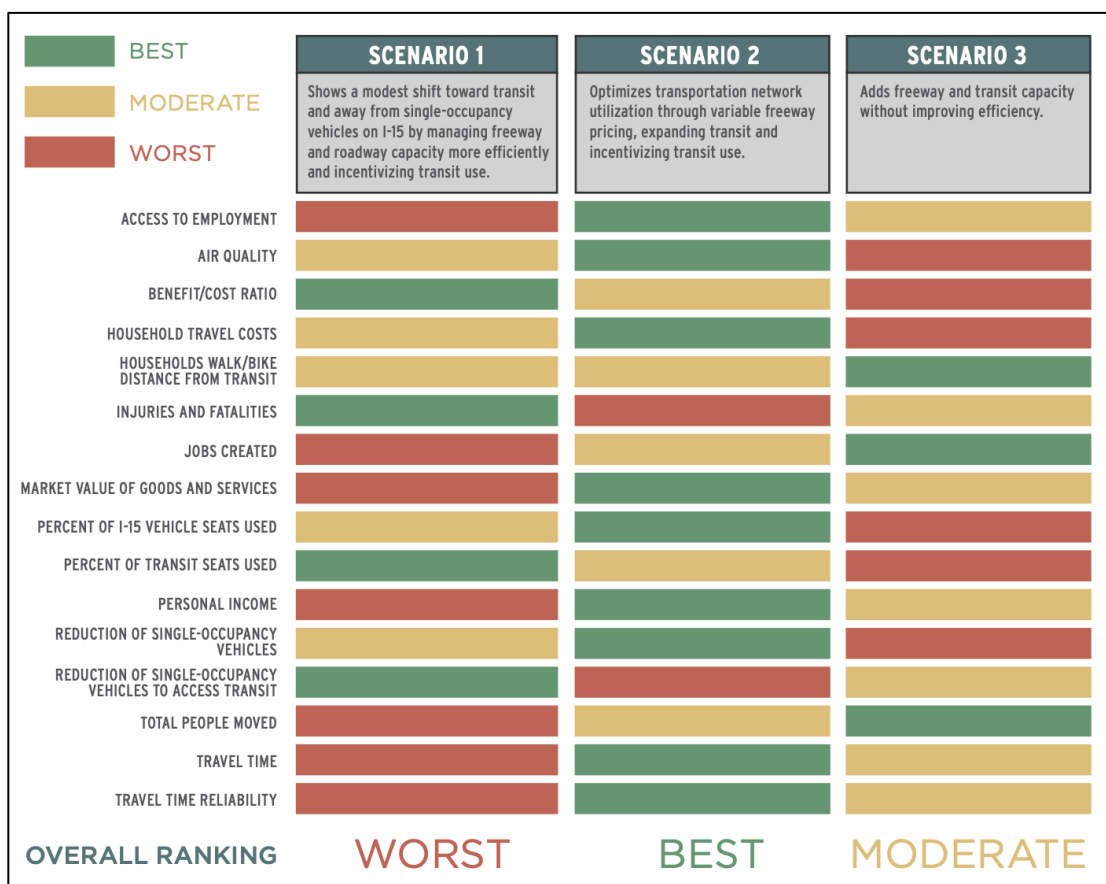 BEST
MODERATE
WORST
SCENARIO 1
Shows a modest shift toward transit
and away from single-occupancy
vehicles on I-15 by managing freeway
and roadway capacity more efficiently
and incentivizing transit use.
SCENARIO 2
Optimizes transportation network
utilization through variable freeway
pricing, expanding transit and
incentivizing transit use.
SCENARIO 3
Adds freeway and transit capacity
without improving efficiency.
ACCESS TO EMPLOYMENT
AIR QUALITY
BENEFIT/COST RATIO
HOUSEHOLD TRAVEL COSTS
HOUSEHOLDS WALK/BIKE
DISTANCE FROM TRANSIT
INJURIES AND FATALITIES
JOBS CREATED
MARKET VALUE OF GOODS AND SERVICES
PERCENT OF I-15 VEHICLE SEATS USED
PERCENT OF TRANSIT SEATS USED
PERSONAL INCOME
REDUCTION OF SINGLE-OCCUPANCY
VEHICLES
REDUCTION OF SINGLE-OCCUPANCY
VEHICLES TO ACCESS TRANSIT
TOTAL PEOPLE MOVED
TRAVEL TIME
TRAVEL TIME RELIABILITY
OVERALL RANKING WORST BEST MODERATE